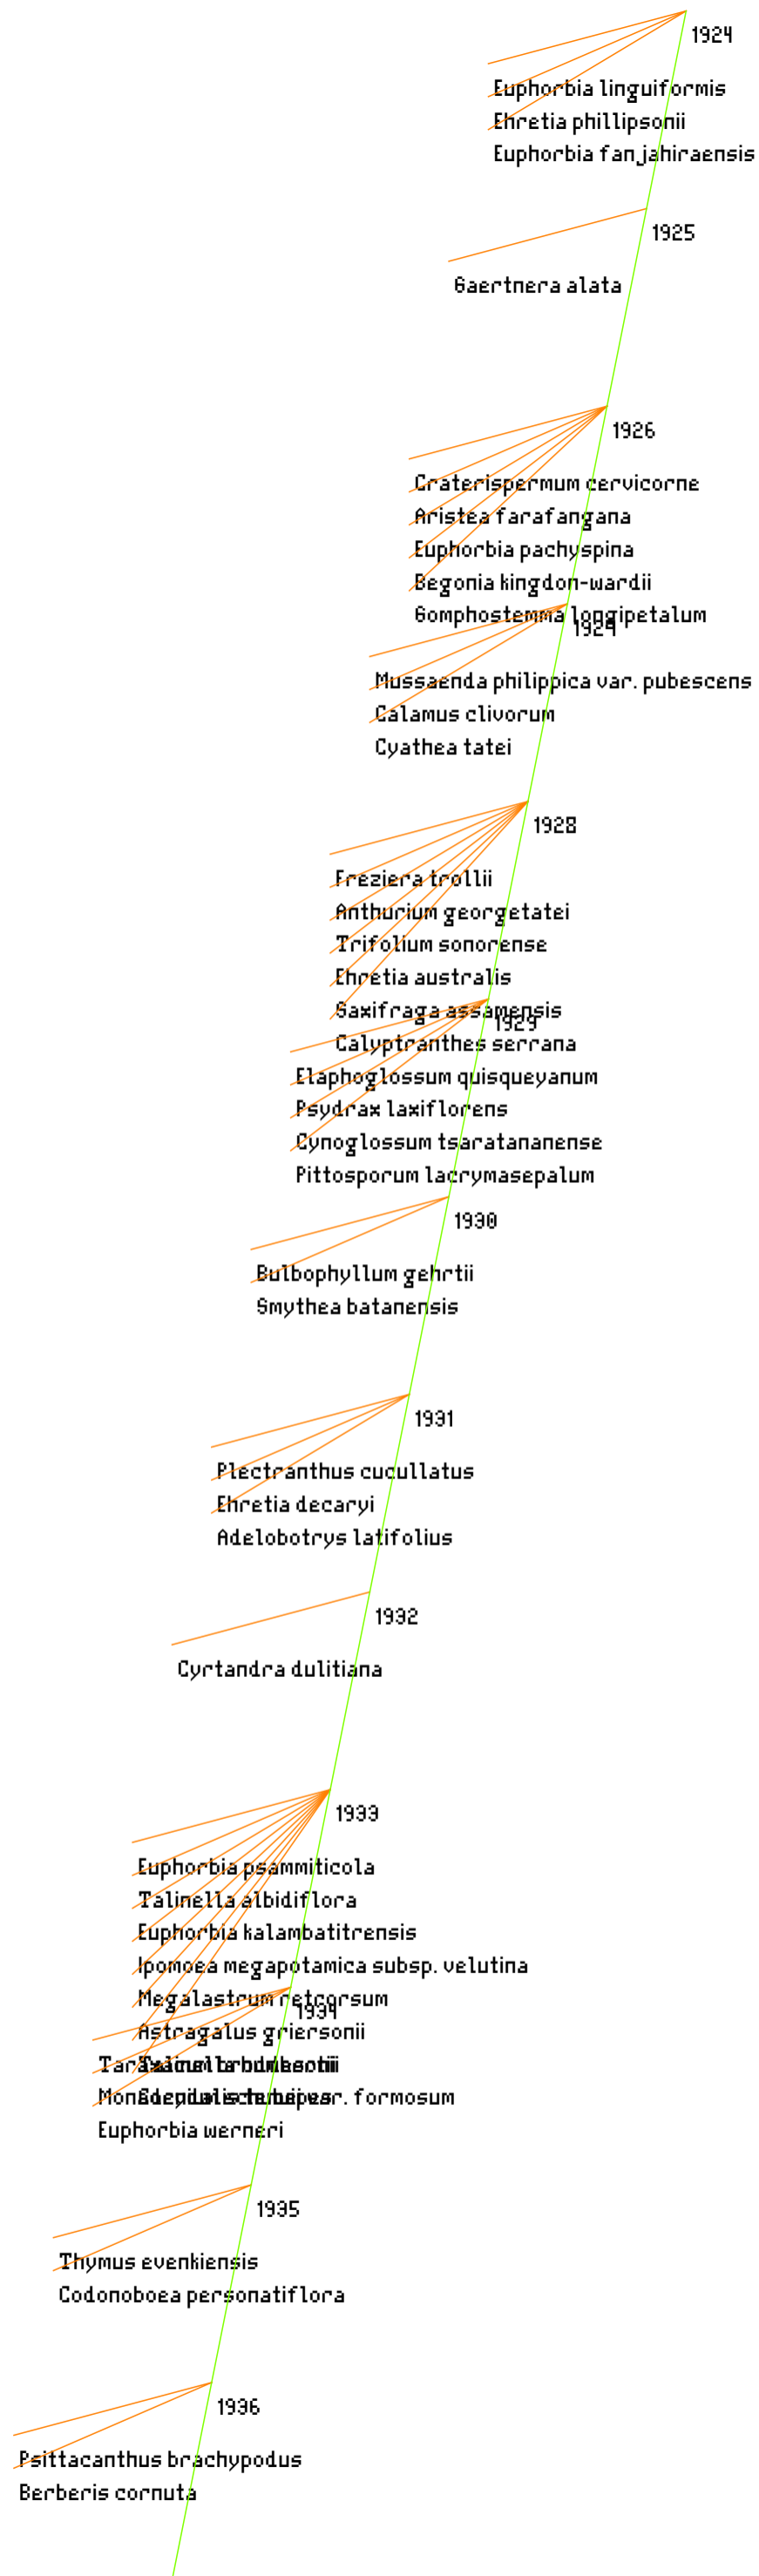 1924
Euphorbia linguiformis
Ehretia phillipsonii
Euphorbia fanjahiraensis
1925
Gaertnera alata
1926
Craterispermum cervicorne
Aristea farafangana
Euphorbia pachyspina
Begonia kingdon-wardii
Gomphostemma longipetalum
1927
Mussaenda philippica var. pubescens
Calamus clivorum
Cyathea tatei
1928
Freziera trollii
Anthurium georgetatei
Trifolium sonorense
Ehretia australis
Saxifraga assamensis
1929
Calyptranthes serrana
Elaphoglossum quisqueyanum
Psydrax laxiflorens
Cynoglossum tsaratananense
Pittosporum lacrymasepalum
1930
Bulbophyllum gehrtii
Smythea batanensis
1931
Plectranthus cucullatus
Ehretia decaryi
Adelobotrys latifolius
1932
Cyrtandra dulitiana
1933
Euphorbia psammiticola
Talinella albidiflora
Euphorbia kalambatitrensis
Ipomoea megapotamica subsp. velutina
Megalastrum retrorsum
1934
Astragalus griersonii
formosum
Euphorbia werneri
1935
Thymus evenkiensis
Codonoboea personatiflora
1936
Psittacanthus brachypodus
Berberis cornuta